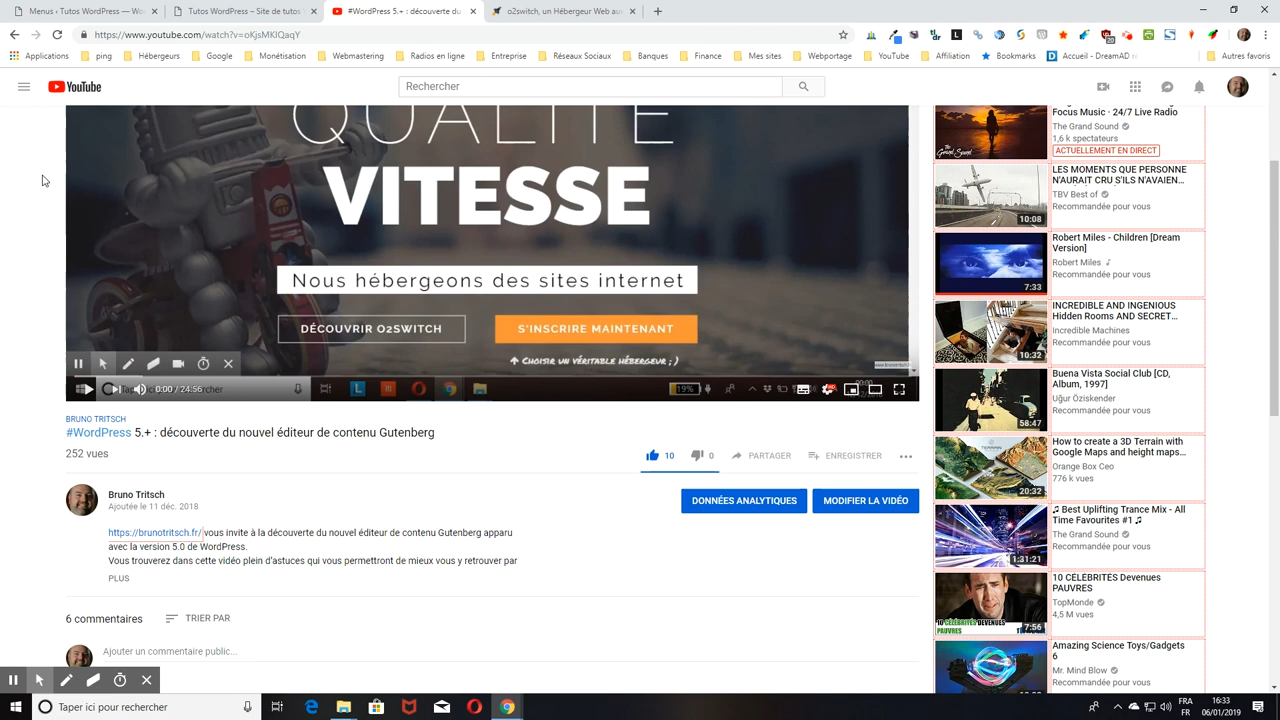 Menus ‹ Tutos WordPress — Wo
Tutos WordPress – Site de tutos
#WordPress 5.+ : découverte du
o2switch, un Hébergeur Web au
https://www.youtube.com/watch?v=oKjsMKIQaqY
Applications
ping
Hébergeurs
Google
Monétisation
Webmastering
Radios en ligne
Entreprise
Réseaux Sociaux
Banques
Finance
Mes sites
Webportage
YouTube
Affiliation
Bookmarks
Accueil – DreamAD re
Autres favoris
YouTube
Rechercher
QUALITÉ
VITESSE
Nous hébergeons des sites internet
DÉCOUVRIR O2SWITCH
S'INSCRIRE MAINTENANT
Choisir un véritable hébergeur ;)
0:00 / 24:56
19%
BRUNO TRITSCH
#WordPress 5.+ : découverte du nouvel éditeur de contenu Gutenberg
252 vues
10
0
PARTAGER
ENREGISTRER
Bruno Tritsch
Ajoutée le 11 déc. 2018
DONNÉES ANALYTIQUES
MODIFIER LA VIDÉO
https://brunotritsch.fr/ vous invite à la découverte du nouvel éditeur de contenu Gutenberg apparu
avec la version 5.0 de WordPress.
Vous trouverez dans cette vidéo plein d'astuces qui vous permettront de mieux vous y retrouver par
PLUS
6 commentaires
TRIER PAR
Ajouter un commentaire public...
Focus Music · 24/7 Live Radio
The Grand Sound
1,6 k spectateurs
ACTUELLEMENT EN DIRECT
LES MOMENTS QUE PERSONNE
N'AURAIT CRU S'ILS N'AVAIEN…
TBV Best of
Recommandée pour vous
10:08
Robert Miles - Children [Dream
Version]
Robert Miles
Recommandée pour vous
7:33
INCREDIBLE AND INGENIOUS
Hidden Rooms AND SECRET…
Incredible Machines
Recommandée pour vous
10:32
Buena Vista Social Club [CD,
Album, 1997]
Uğur Öziskender
Recommandée pour vous
58:47
How to create a 3D Terrain with
Google Maps and height maps…
Orange Box Ceo
776 k vues
20:32
♫ Best Uplifting Trance Mix - All
Time Favourites #1 ♫
The Grand Sound
Recommandée pour vous
1:31:21
10 CÉLÉBRITÉS Devenues
PAUVRES
TopMonde
4,5 M vues
10 CÉLÉBRITÉS DEVENUES
PAUVRES
7:56
Amazing Science Toys/Gadgets
6
Mr. Mind Blow
Recommandée pour vous
Taper ici pour rechercher
FRA
FR
16:33
06/01/2019